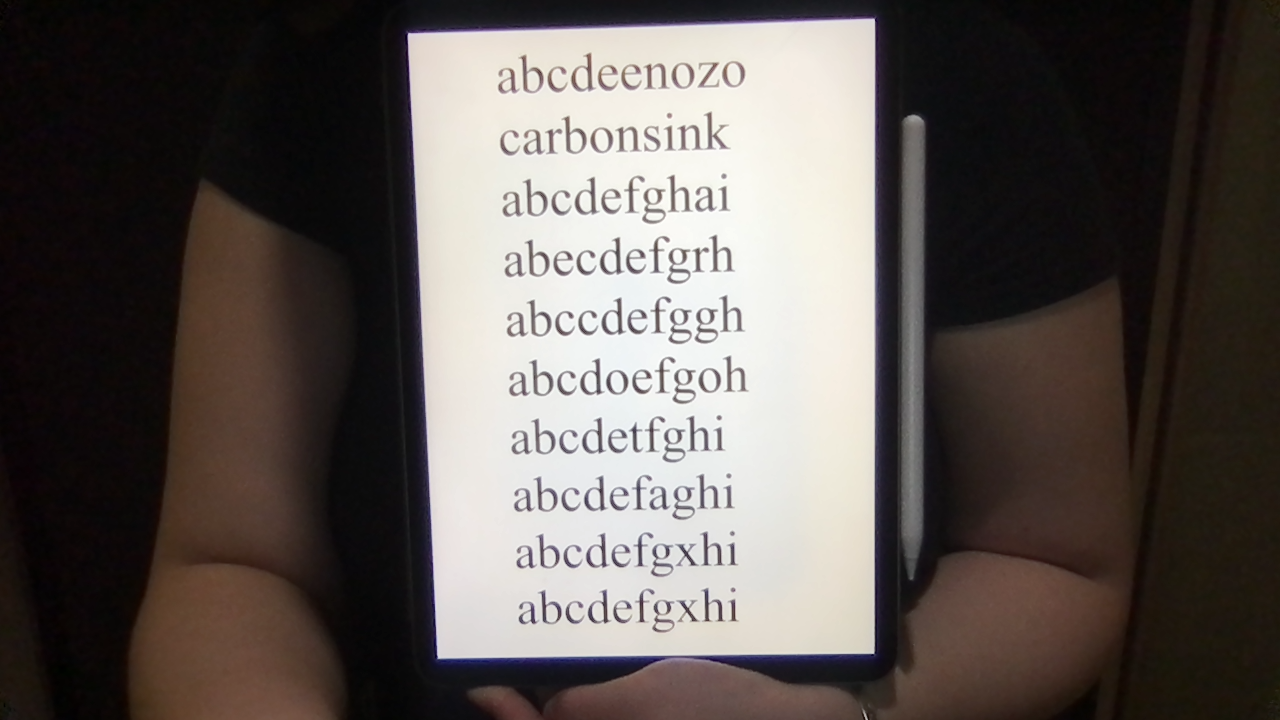 abcdeenozo
carbonsink
abcdefghai
abecdefgrh
abccdefggh
abcdoefgoh
abcdetfghi
abcdefaghi
abcdefgxhi
abcdefgxhi